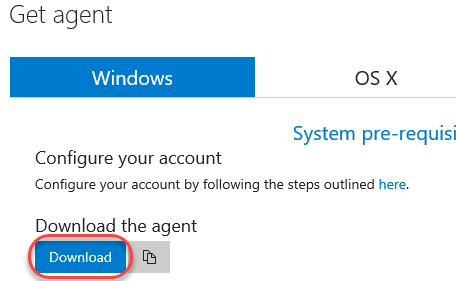 Get agent
Windows
OS X
System pre-requisi
Configure your account
Configure your account by following the steps outlined here.
Download the agent
Download